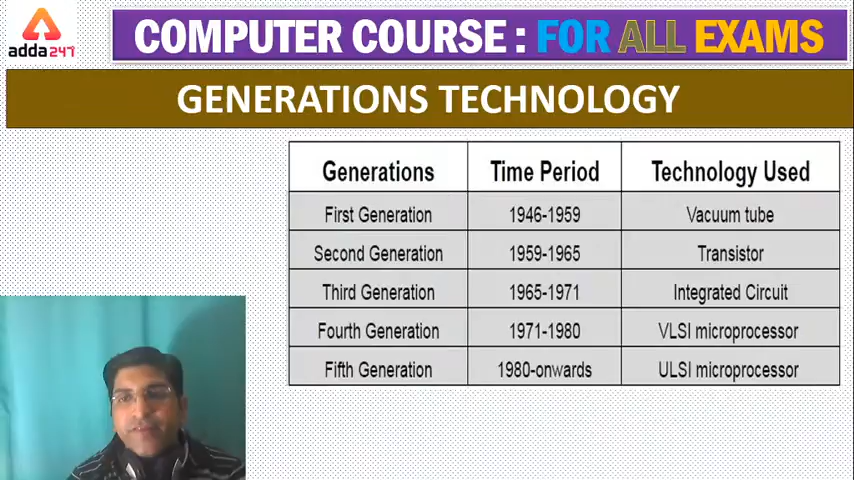 adda247
COMPUTER COURSE : FOR ALL EXAMS
GENERATIONS TECHNOLOGY
Generations Time Period Technology Used
First Generation 1946-1959 Vacuum tube
Second Generation 1959-1965 Transistor
Third Generation 1965-1971 Integrated Circuit
Fourth Generation 1971-1980 VLSI microprocessor
Fifth Generation 1980-onwards ULSI microprocessor